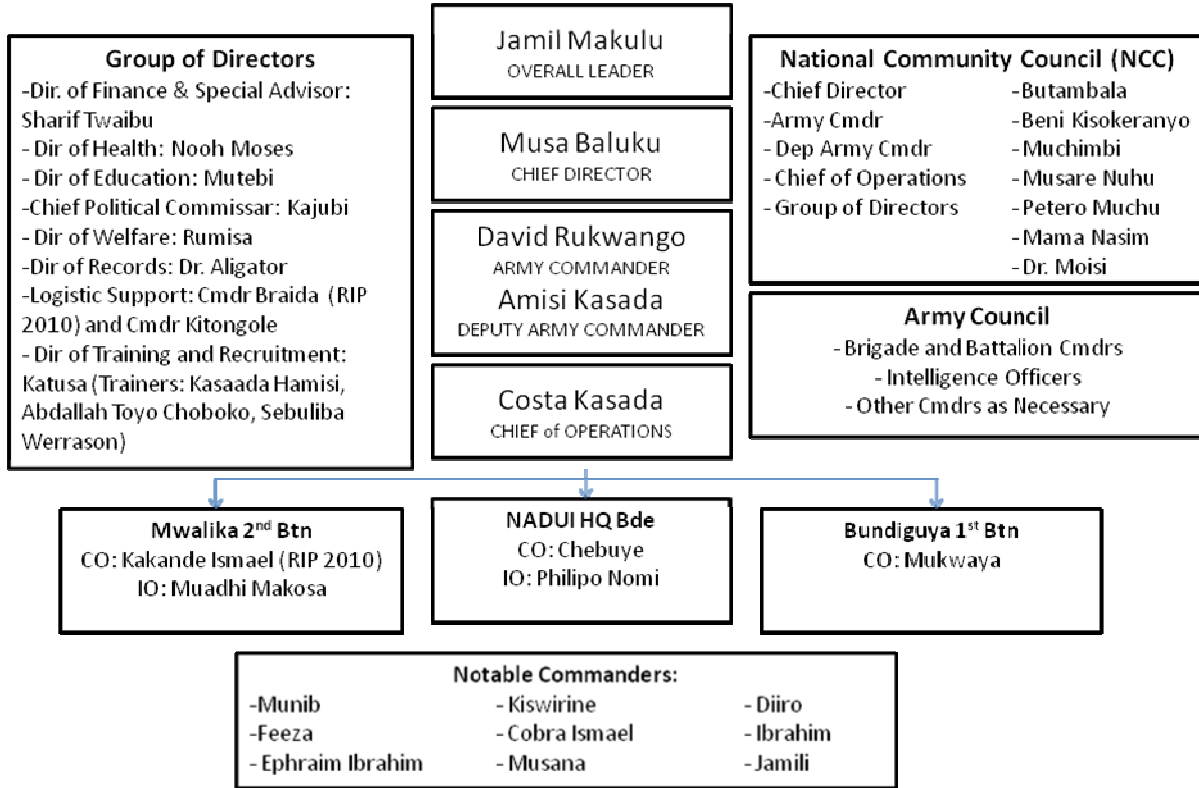 Group of Directors
-Dir. of Finance & Special Advisor:
Sharif Twaibu
- Dir of Health: Nooh Moses
- Dir of Education: Mutebi
-Chief Political Commissar: Kajubi
- Dir of Welfare: Rumisa
-Dir of Records: Dr. Aligator
-Logistic Support: Cmdr Braida (RIP
2010) and Cmdr Kitongole
- Dir of Training and Recruitment:
Katusa (Trainers: Kasaada Hamisi,
Abdallah Toyo Choboko, Sebuliba
Werrason)
Jamil Makulu
OVERALL LEADER
Musa Baluku
CHIEF DIRECTOR
David Rukwango
ARMY COMMANDER
Amisi Kasada
DEPUTY ARMY COMMANDER
Costa Kasada
CHIEF of OPERATIONS
National Community Council (NCC)
-Chief Director
-Army Cmdr
- Dep Army Cmdr
- Chief of Operations
- Group of Directors
- Butambala
- Beni Kisokeranyo
- Muchimbi
- Musare Nuhu
- Petero Muchu
- Mama Nasim
- Dr. Moisi
Army Council
- Brigade and Battalion Cmdrs
- Intelligence Officers
- Other Cmdrs as Necessary
Mwalika 2nd Btn
CO: Kakande Ismael (RIP 2010)
IO: Muadhi Makosa
NADUI HQ Bde
CO: Chebuye
IO: Philipo Nomi
Bundiguya 1st Btn
CO: Mukwaya
Notable Commanders:
-Munib
-Feeza
- Ephraim Ibrahim
- Kiswirine
- Cobra Ismael
- Musana
- Diiro
- Ibrahim
- Jamili